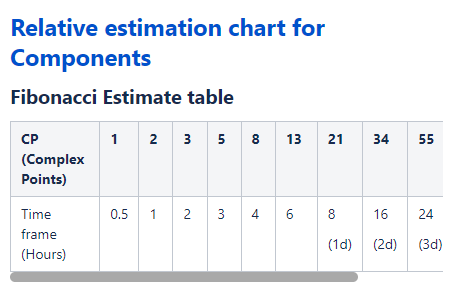 Relative estimation chart for
Components
Fibonacci Estimate table
CP (Complex Points) 1 2 3 5 8 13 21 34 55
Time frame (Hours) 0.5 1 2 3 4 6 8 (1d) 16 (2d) 24 (3d)